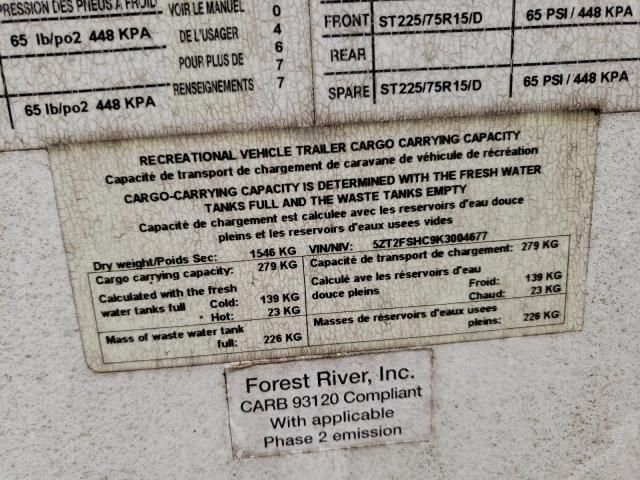 PRESSION DES PNEUS À FROID
65 lb/po2 448 KPA
65 lb/po2 448 KPA
VOIR LE MANUEL
DE L'USAGER
POUR PLUS DE
RENSEIGNEMENTS
0
4
6
7
7
FRONT ST225/75R15/D 65 PSI / 448 KPA
REAR
SPARE ST225/75R15/D 65 PSI / 448 KPA
RECREATIONAL VEHICLE TRAILER CARGO CARRYING CAPACITY
Capacité de transport de chargement de caravane de véhicule de récréation
CARGO-CARRYING CAPACITY IS DETERMINED WITH THE FRESH WATER
TANKS FULL AND THE WASTE TANKS EMPTY
Capacité de chargement est calculee avec les reservoirs d'eau douce
pleins et les reservoirs d'eaux usees vides
Dry weight/Poids Sec: 1546 KG VIN/NIV: 5ZT2FSHC9K3004677
Cargo carrying capacity: 279 KG
Calculated with the fresh
water tanks full Cold: 139 KG
Hot: 23 KG
Mass of waste water tank
full: 226 KG
Capacité de transport de chargement: 279 KG
Calculé ave les réservoirs d'eau
douce pleins Froid: 139 KG
Chaud: 23 KG
Masses de réservoirs d'eaux usees
pleins: 226 KG
Forest River, Inc.
CARB 93120 Compliant
With applicable
Phase 2 emission